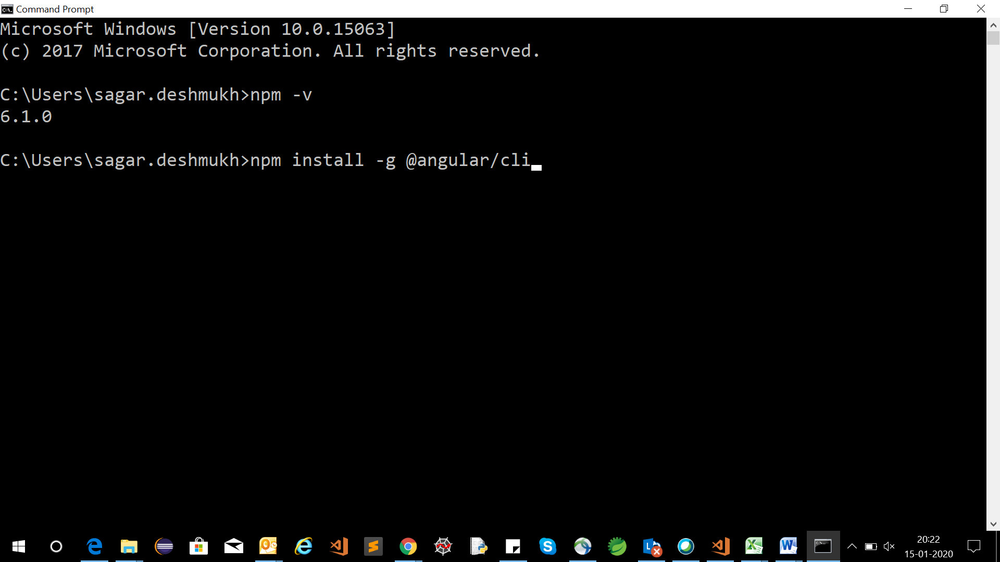 Command Prompt
Microsoft Windows [Version 10.0.15063]
(c) 2017 Microsoft Corporation. All rights reserved.
C:\Users\sagar.deshmukh>npm -v
6.1.0
C:\Users\sagar.deshmukh>npm install -g @angular/cli
20:22
15-01-2020